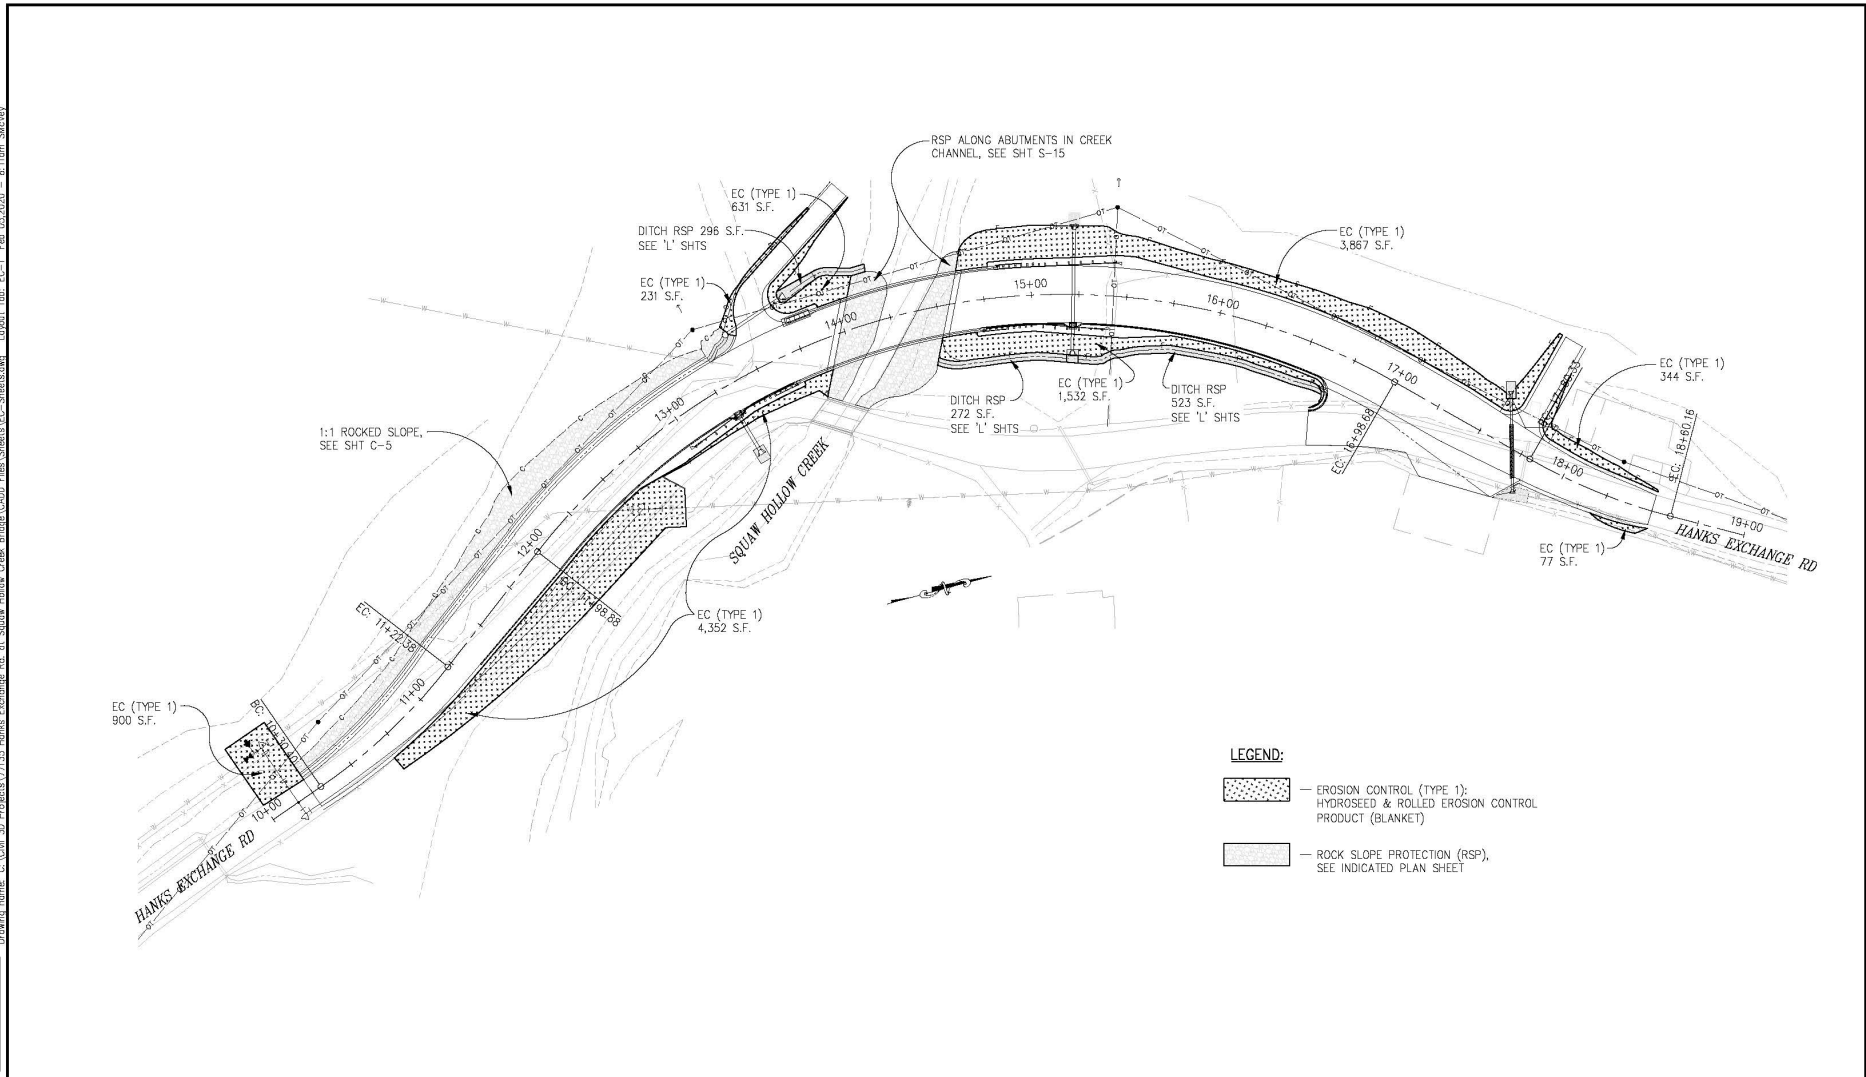 RSP ALONG ABUTMENTS IN CREEK
CHANNEL, SEE SHT S-15
EC (TYPE 1)
631 S.F.
DITCH RSP 296 S.F.
SEE 'L' SHTS
EC (TYPE 1)
231 S.F.
EC (TYPE 1)
3,867 S.F.
15+00
16+00
14+00
13+00
17+00
EC (TYPE 1)
344 S.F.
DITCH RSP
272 S.F.
SEE 'L' SHTS
EC (TYPE 1)
1,532 S.F.
DITCH RSP
523 S.F.
SEE 'L' SHTS
1:1 ROCKED SLOPE,
SEE SHT C-5
EC: 16+98.68
EC: 18+60.16
18+00
19+00
HANKS EXCHANGE RD
SQUAW HOLLOW CREEK
12+00
EC (TYPE 1)
77 S.F.
EC: 11+22.38
EC (TYPE 1)
4,352 S.F.
11+00
EC (TYPE 1)
900 S.F.
BC: 10+30.40
10+00
HANKS EXCHANGE RD
LEGEND:
EROSION CONTROL (TYPE 1):
HYDROSEED & ROLLED EROSION CONTROL
PRODUCT (BLANKET)
ROCK SLOPE PROTECTION (RSP),
SEE INDICATED PLAN SHEET